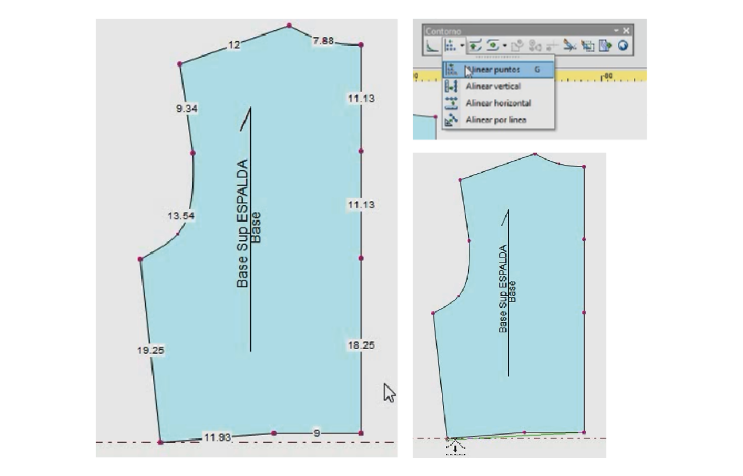 12
7.88
9.34
11.13
13.54
11.13
Base Sup ESPALDA
Base
19.25
18.25
11.93
9
Contorno
Alinear puntos G
Alinear vertical
Alinear horizontal
Alinear por linea
Base Sup ESPALDA
Base